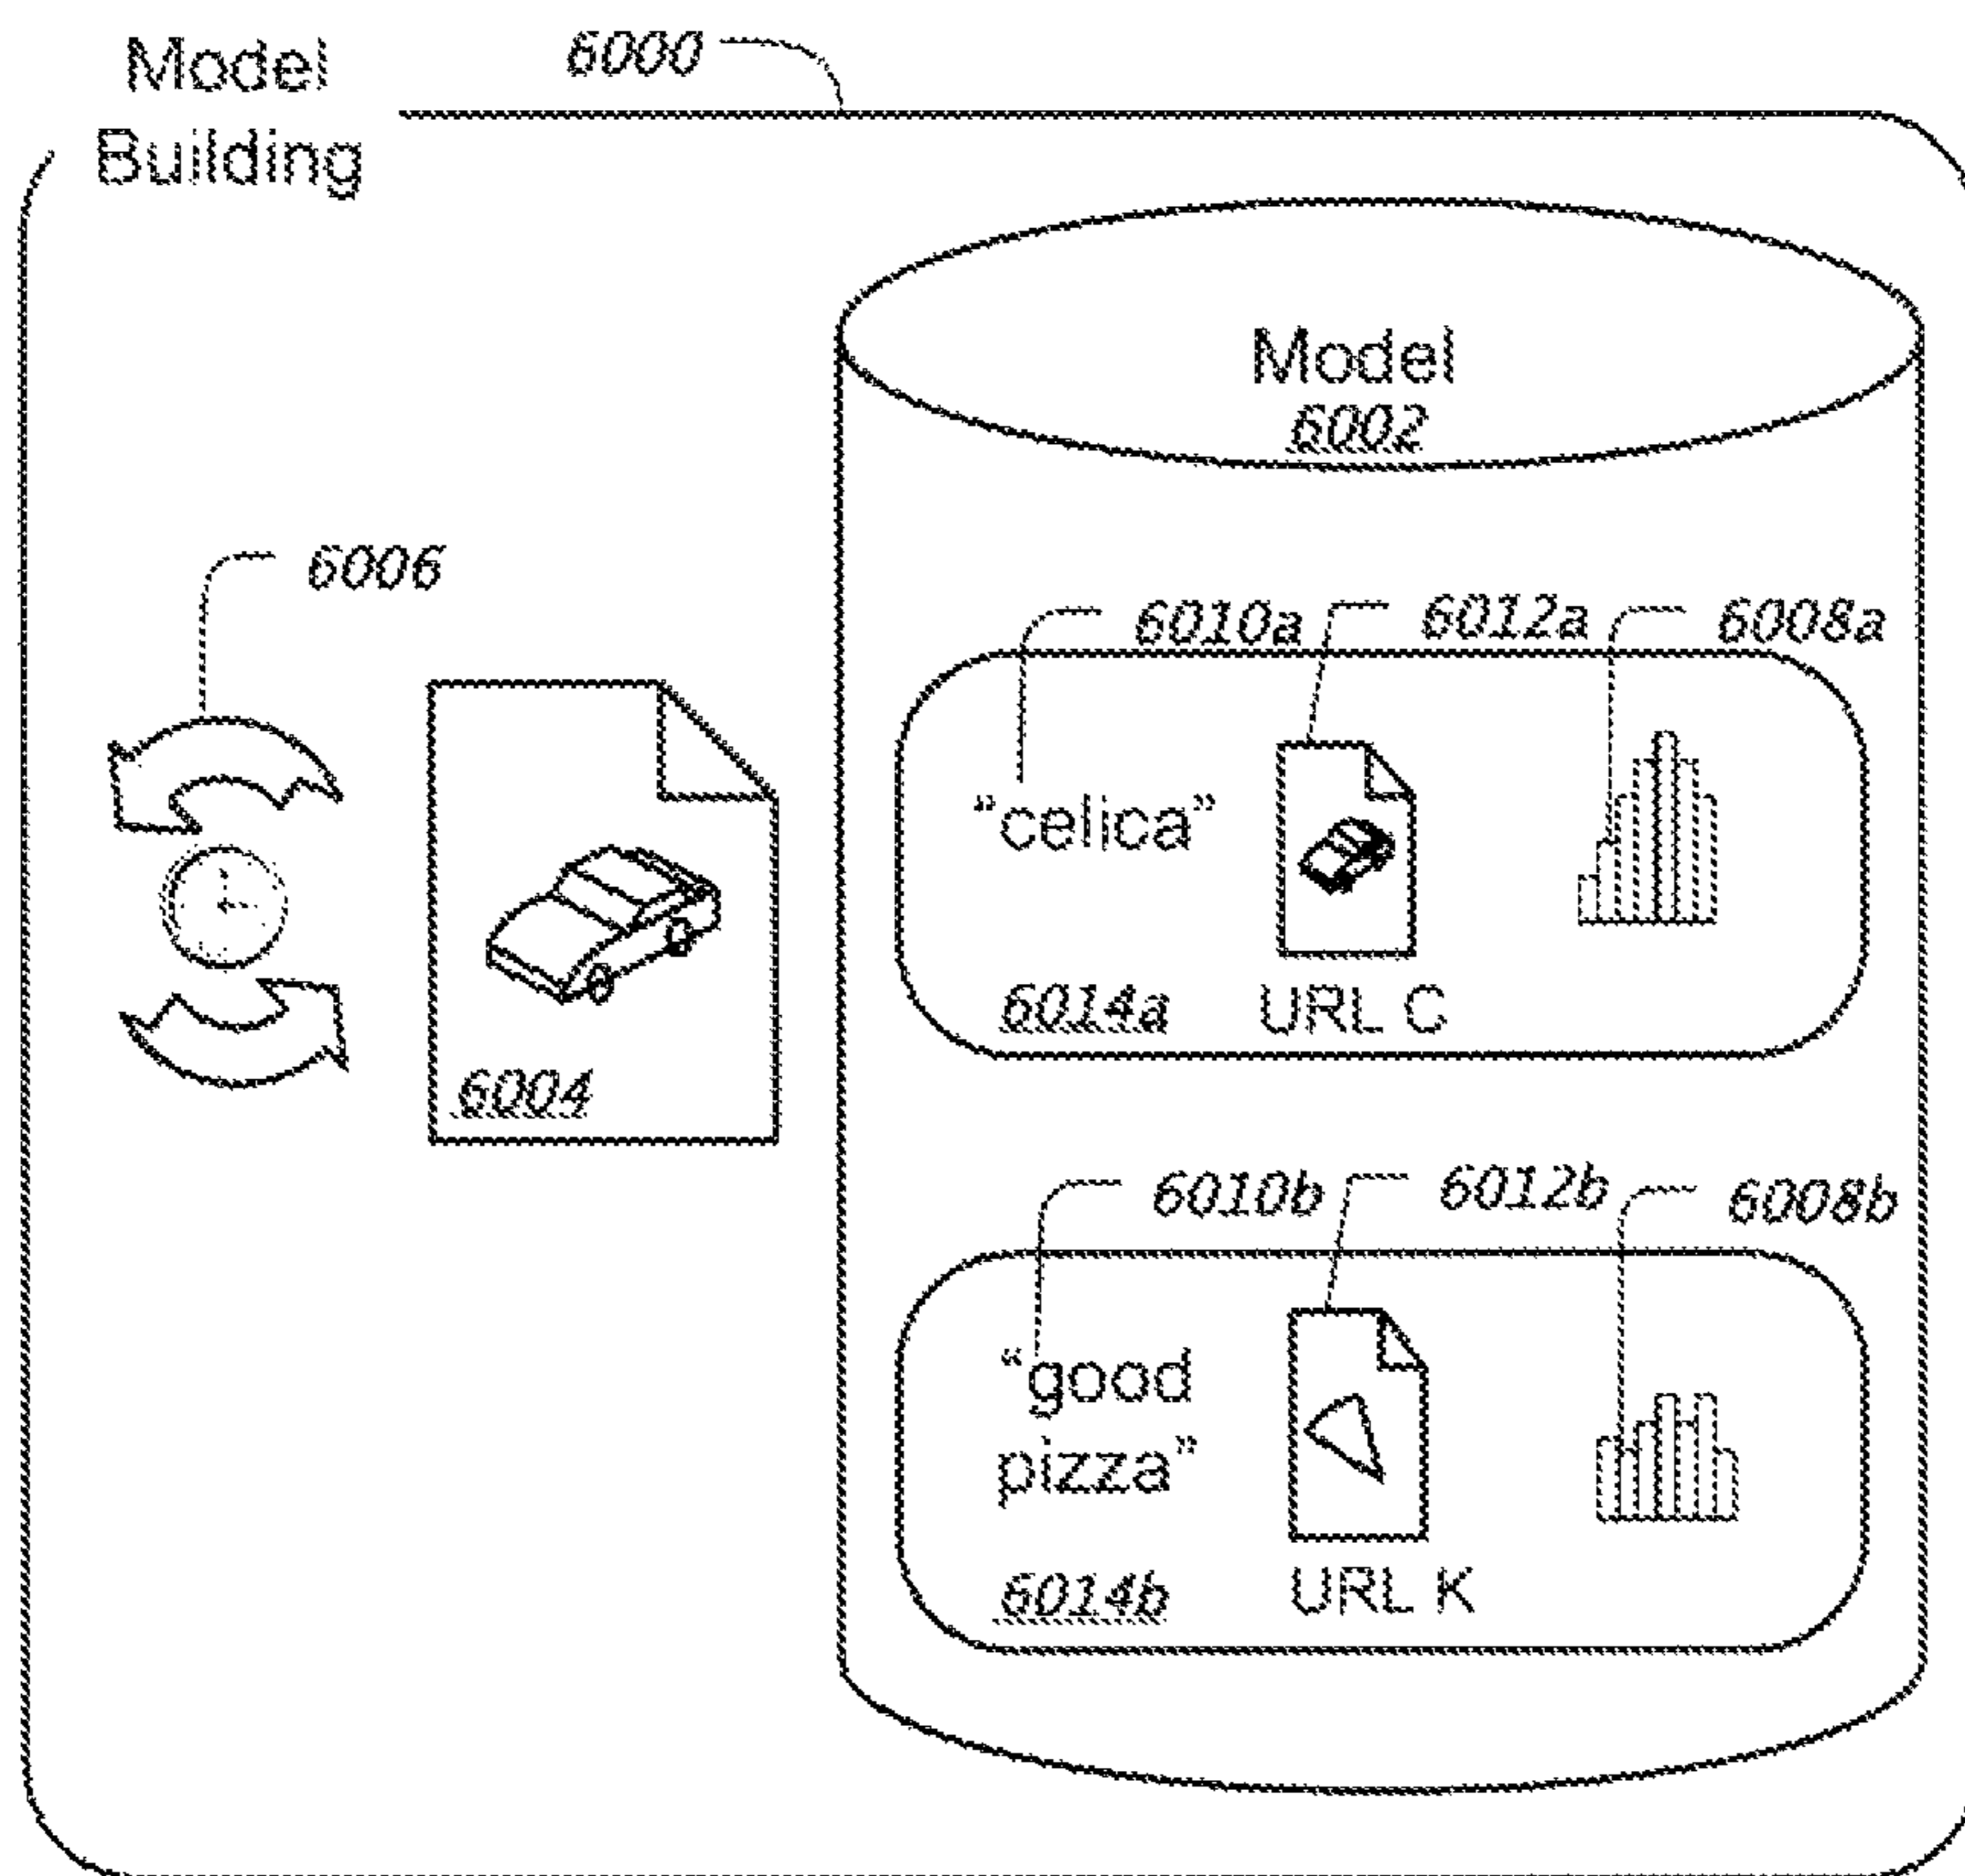 Model
Building
6000
Model
6002
6006
6010a
6012a
6008a
“celica”
6014a
URL C
6004
6010b
6012b
6008b
“good
pizza”
6014b
URL K